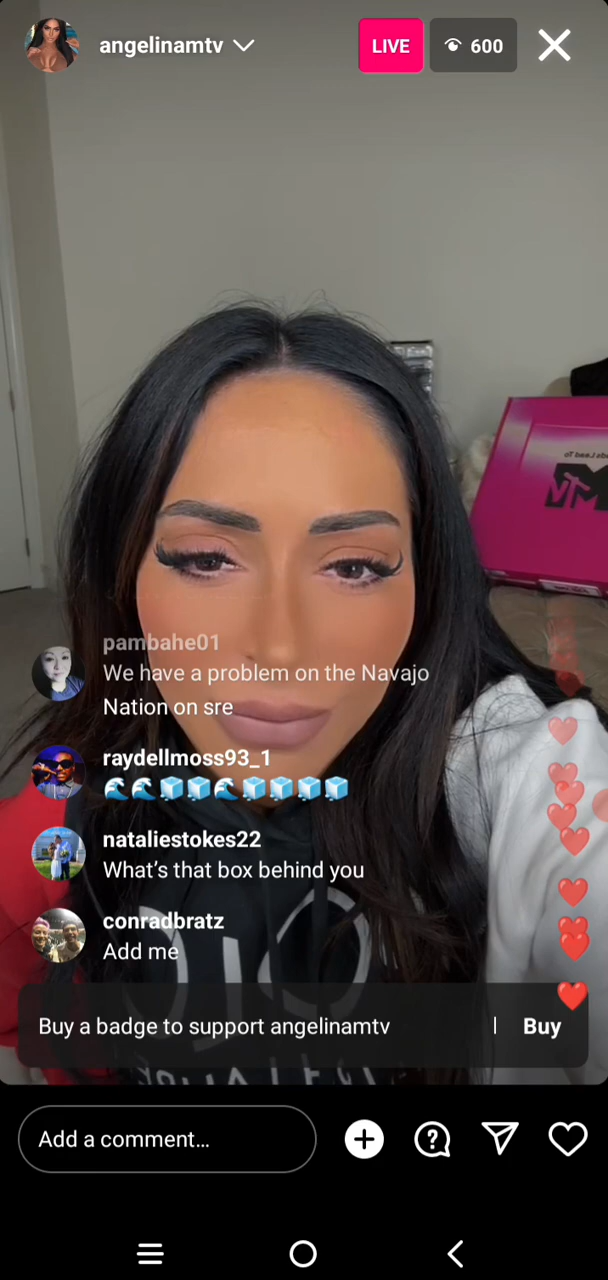 angelinamtv
LIVE
600
MTV
pambahe01
We have a problem on the Navajo
Nation on sre
raydellmoss93_1
🌊🌊🧊🧊🌊🧊🧊🧊🧊
nataliestokes22
What’s that box behind you
conradbratz
Add me
Buy a badge to support angelinamtv
Buy
Add a comment...